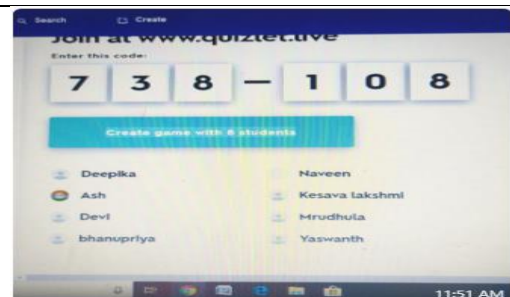 Search Create
Join at www.quizlet.live
Enter this code:
7 3 8 – 1 0 8
Create game with 8 students
Deepika Naveen
Ash Kesava lakshmi
Devi Mrudhula
bhanupriya Yaswanth
11:51 AM